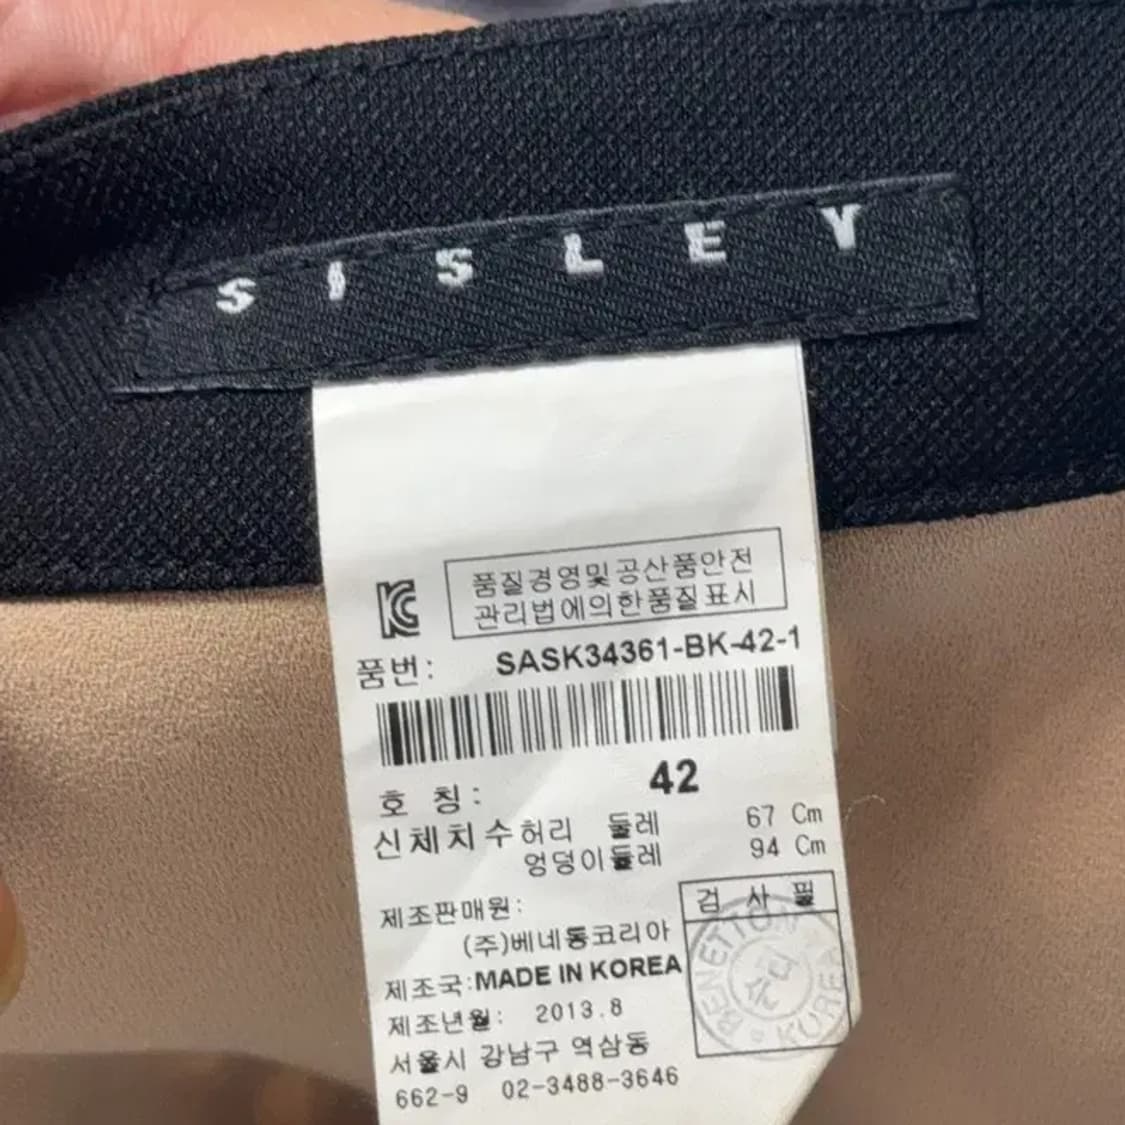 SISLEY
품질경영및공산품안전
관리법에의한품질표시
품번: SASK34361-BK-42-1
호 칭: 42
신체치수허리 둘레 67 Cm
엉덩이둘레 94 Cm
검 사 필
제조판매원:
(주)베네통코리아
BENETTON KOREA
제조국:MADE IN KOREA
제조년월: 2013.8
서울시 강남구 역삼동
662-9 02-3488-3646